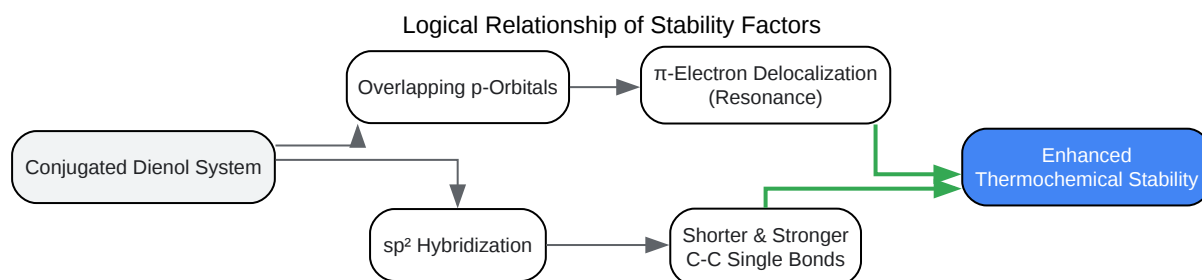 Logical Relationship of Stability Factors
Overlapping p-Orbitals
π-Electron Delocalization
(Resonance)
Conjugated Dienol System
Enhanced
Thermochemical Stability
sp² Hybridization
Shorter & Stronger
C-C Single Bonds